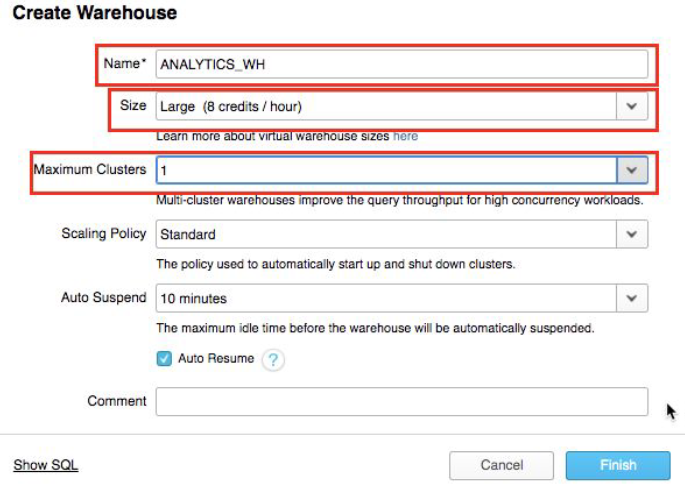 Create Warehouse
Name* ANALYTICS_WH
Size Large (8 credits / hour)
Learn more about virtual warehouse sizes here
Maximum Clusters 1
Multi-cluster warehouses improve the query throughput for high concurrency workloads.
Scaling Policy Standard
The policy used to automatically start up and shut down clusters.
Auto Suspend 10 minutes
The maximum idle time before the warehouse will be automatically suspended.
Auto Resume ?
Comment
Show SQL Cancel Finish